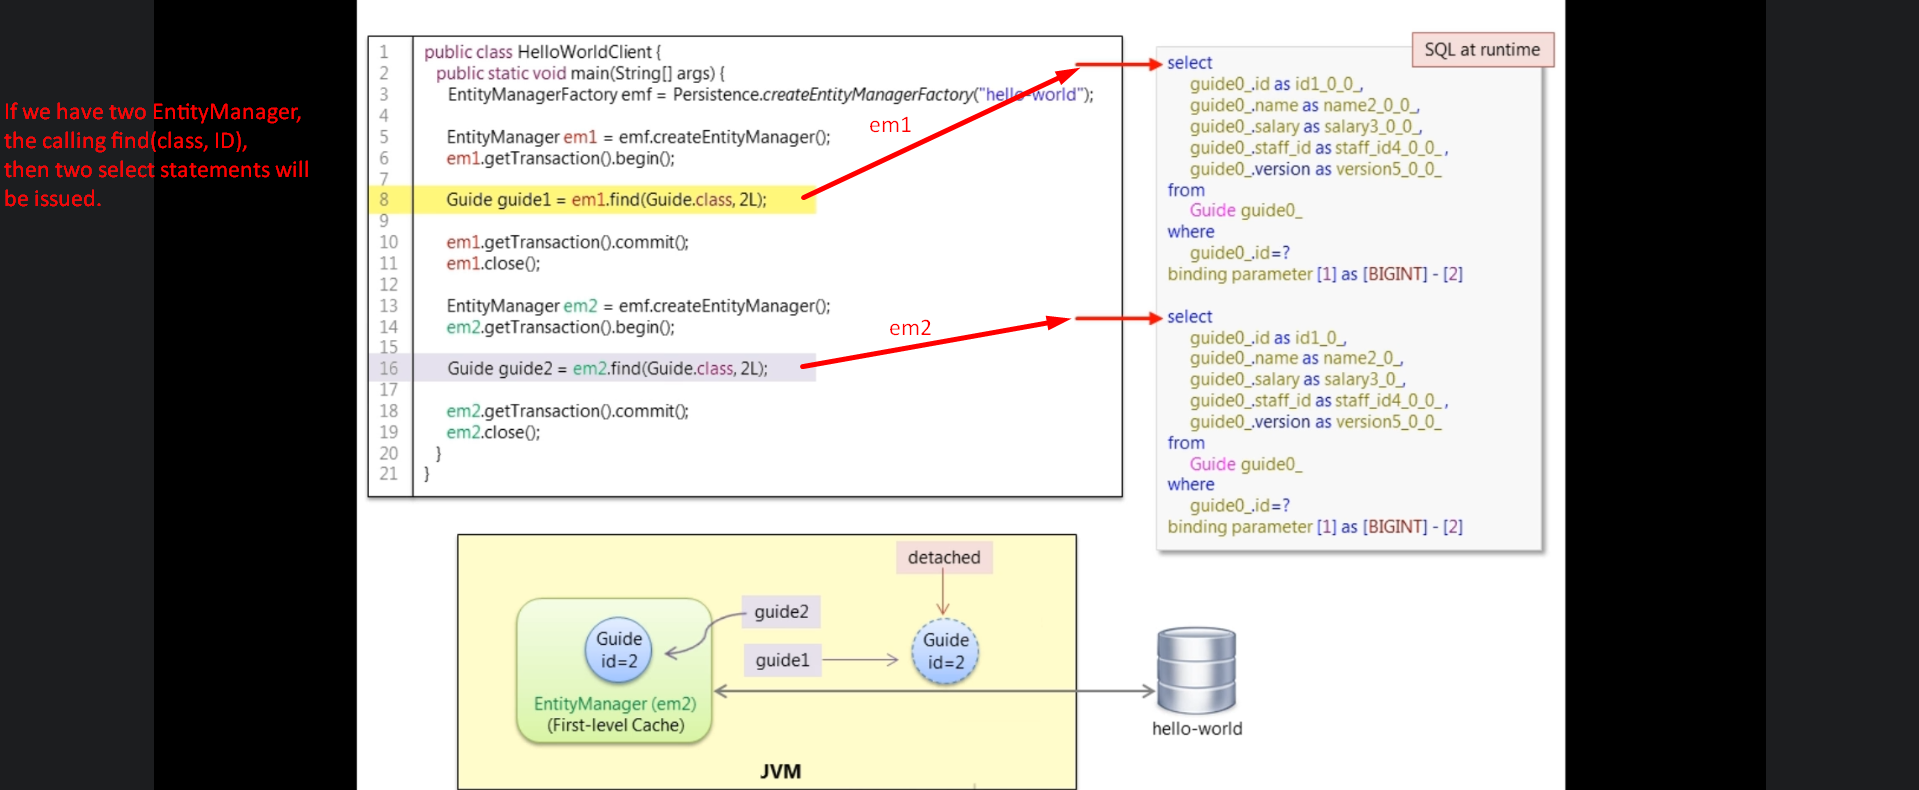 If we have two EntityManager,
the calling find(class, ID),
then two select statements will
be issued.
1 public class HelloWorldClient {
2 public static void main(String[] args) {
3 EntityManagerFactory emf = Persistence.createEntityManagerFactory("hello-world");
4
5 EntityManager em1 = emf.createEntityManager();
6 em1.getTransaction().begin();
7
8 Guide guide1 = em1.find(Guide.class, 2L);
9
10 em1.getTransaction().commit();
11 em1.close();
12
13 EntityManager em2 = emf.createEntityManager();
14 em2.getTransaction().begin();
15
16 Guide guide2 = em2.find(Guide.class, 2L);
17
18 em2.getTransaction().commit();
19 em2.close();
20 }
21 }
em1
em2
SQL at runtime
select
guide0_.id as id1_0_0_,
guide0_.name as name2_0_0_,
guide0_.salary as salary3_0_0_,
guide0_.staff_id as staff_id4_0_0_,
guide0_.version as version5_0_0_
from
Guide guide0_
where
guide0_.id=?
binding parameter [1] as [BIGINT] - [2]
select
guide0_.id as id1_0_,
guide0_.name as name2_0_,
guide0_.salary as salary3_0_,
guide0_.staff_id as staff_id4_0_0_,
guide0_.version as version5_0_0_
from
Guide guide0_
where
guide0_.id=?
binding parameter [1] as [BIGINT] - [2]
detached
guide2
guide1
Guide
id=2
Guide
id=2
EntityManager (em2)
(First-level Cache)
JVM
hello-world